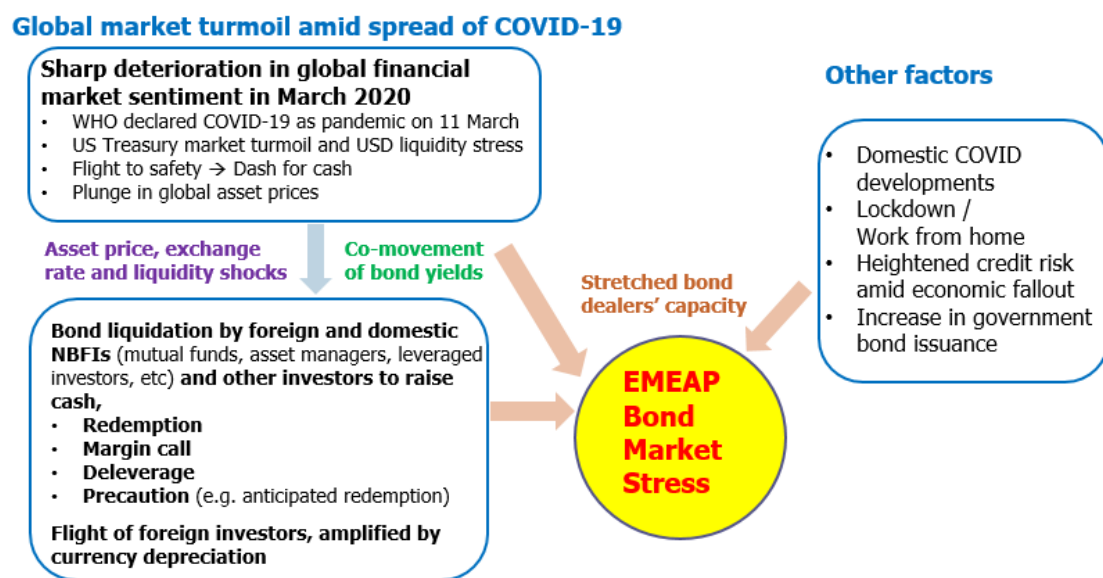 Global market turmoil amid spread of COVID-19
Sharp deterioration in global financial
market sentiment in March 2020
• WHO declared COVID-19 as pandemic on 11 March
• US Treasury market turmoil and USD liquidity stress
• Flight to safety → Dash for cash
• Plunge in global asset prices
Asset price, exchange
rate and liquidity shocks
Co-movement
of bond yields
Bond liquidation by foreign and domestic
NBFIs (mutual funds, asset managers, leveraged
investors, etc) and other investors to raise
cash,
• Redemption
• Margin call
• Deleverage
• Precaution (e.g. anticipated redemption)
Flight of foreign investors, amplified by
currency depreciation
Stretched bond
dealers’ capacity
EMEAP
Bond
Market
Stress
Other factors
• Domestic COVID
developments
• Lockdown /
Work from home
• Heightened credit risk
amid economic fallout
• Increase in government
bond issuance